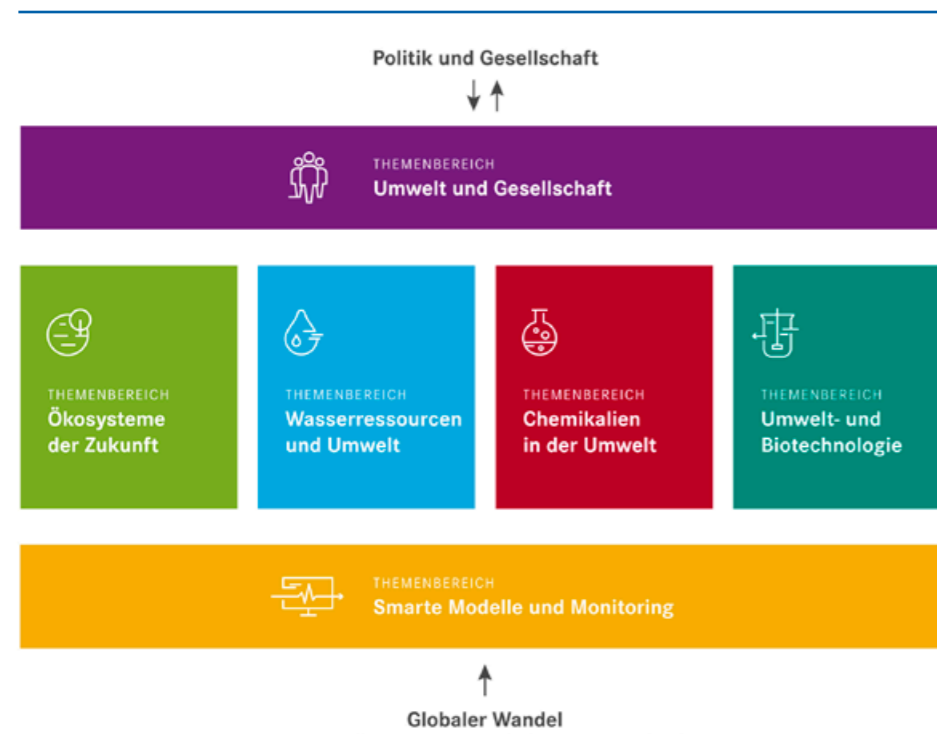 Politik und Gesellschaft
THEMENBEREICH
Umwelt und Gesellschaft
THEMENBEREICH
Ökosysteme
der Zukunft
THEMENBEREICH
Wasserressourcen
und Umwelt
THEMENBEREICH
Chemikalien
in der Umwelt
THEMENBEREICH
Umwelt- und
Biotechnologie
THEMENBEREICH
Smarte Modelle und Monitoring
Globaler Wandel